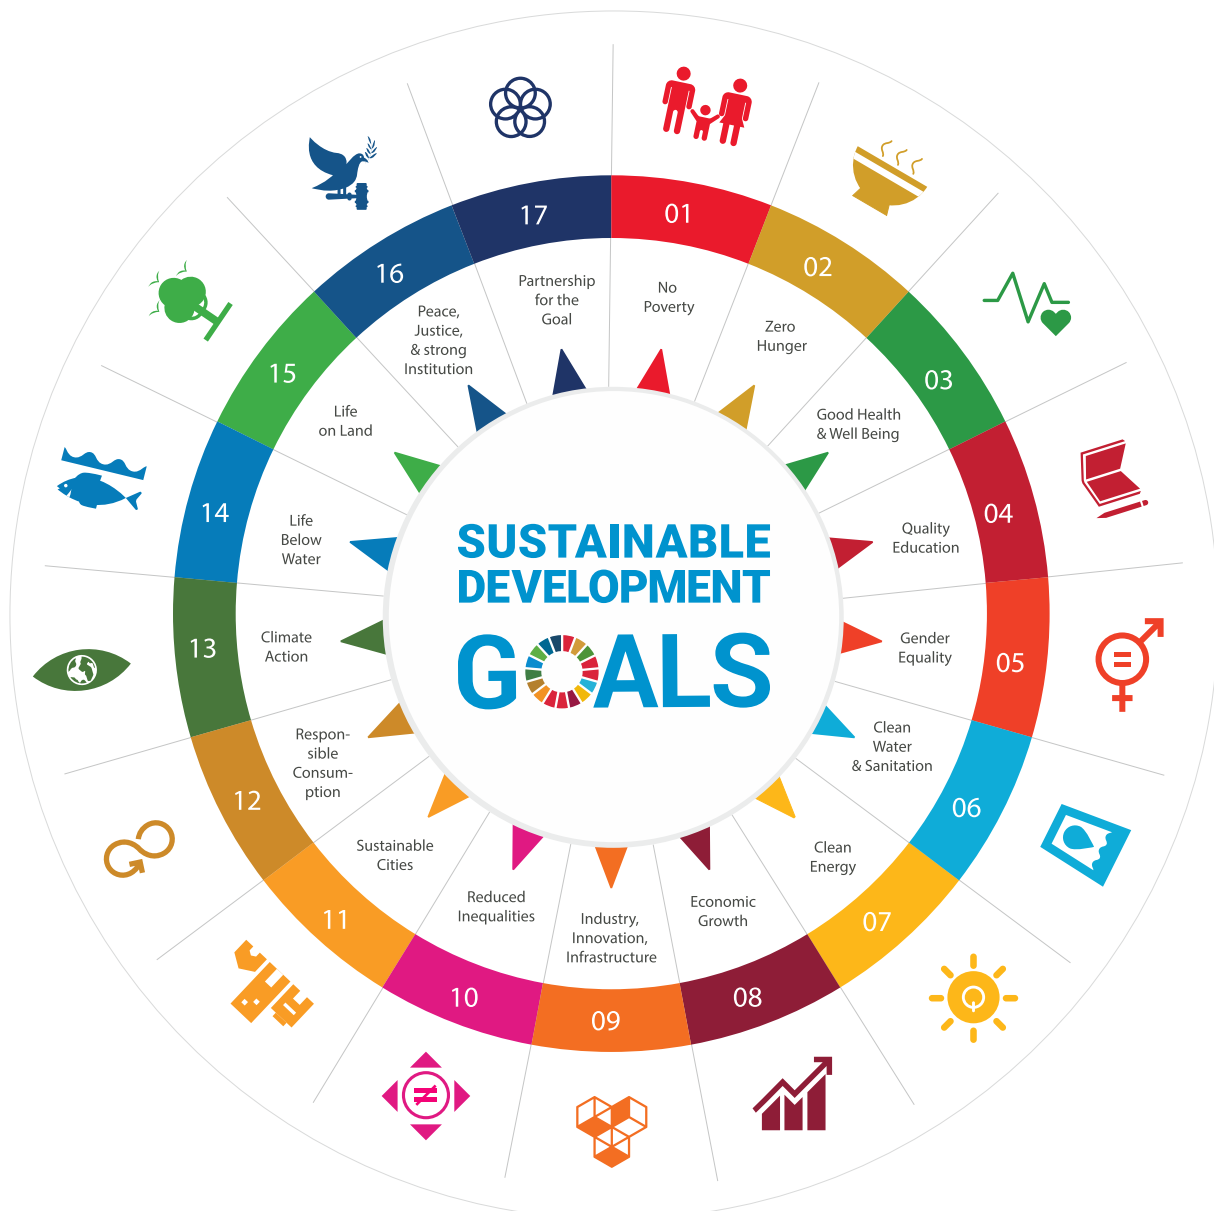 SUSTAINABLE
DEVELOPMENT
GOALS
01
No
Poverty
02
Zero
Hunger
03
Good Health
& Well Being
04
Quality
Education
05
Gender
Equality
06
Clean
Water
& Sanitation
07
Clean
Energy
08
Economic
Growth
09
Industry,
Innovation,
Infrastructure
10
Reduced
Inequalities
11
Sustainable
Cities
12
Respon-
sible
Consum-
ption
13
Climate
Action
14
Life
Below
Water
15
Life
on Land
16
Peace,
Justice,
& strong
Institution
17
Partnership
for the
Goal